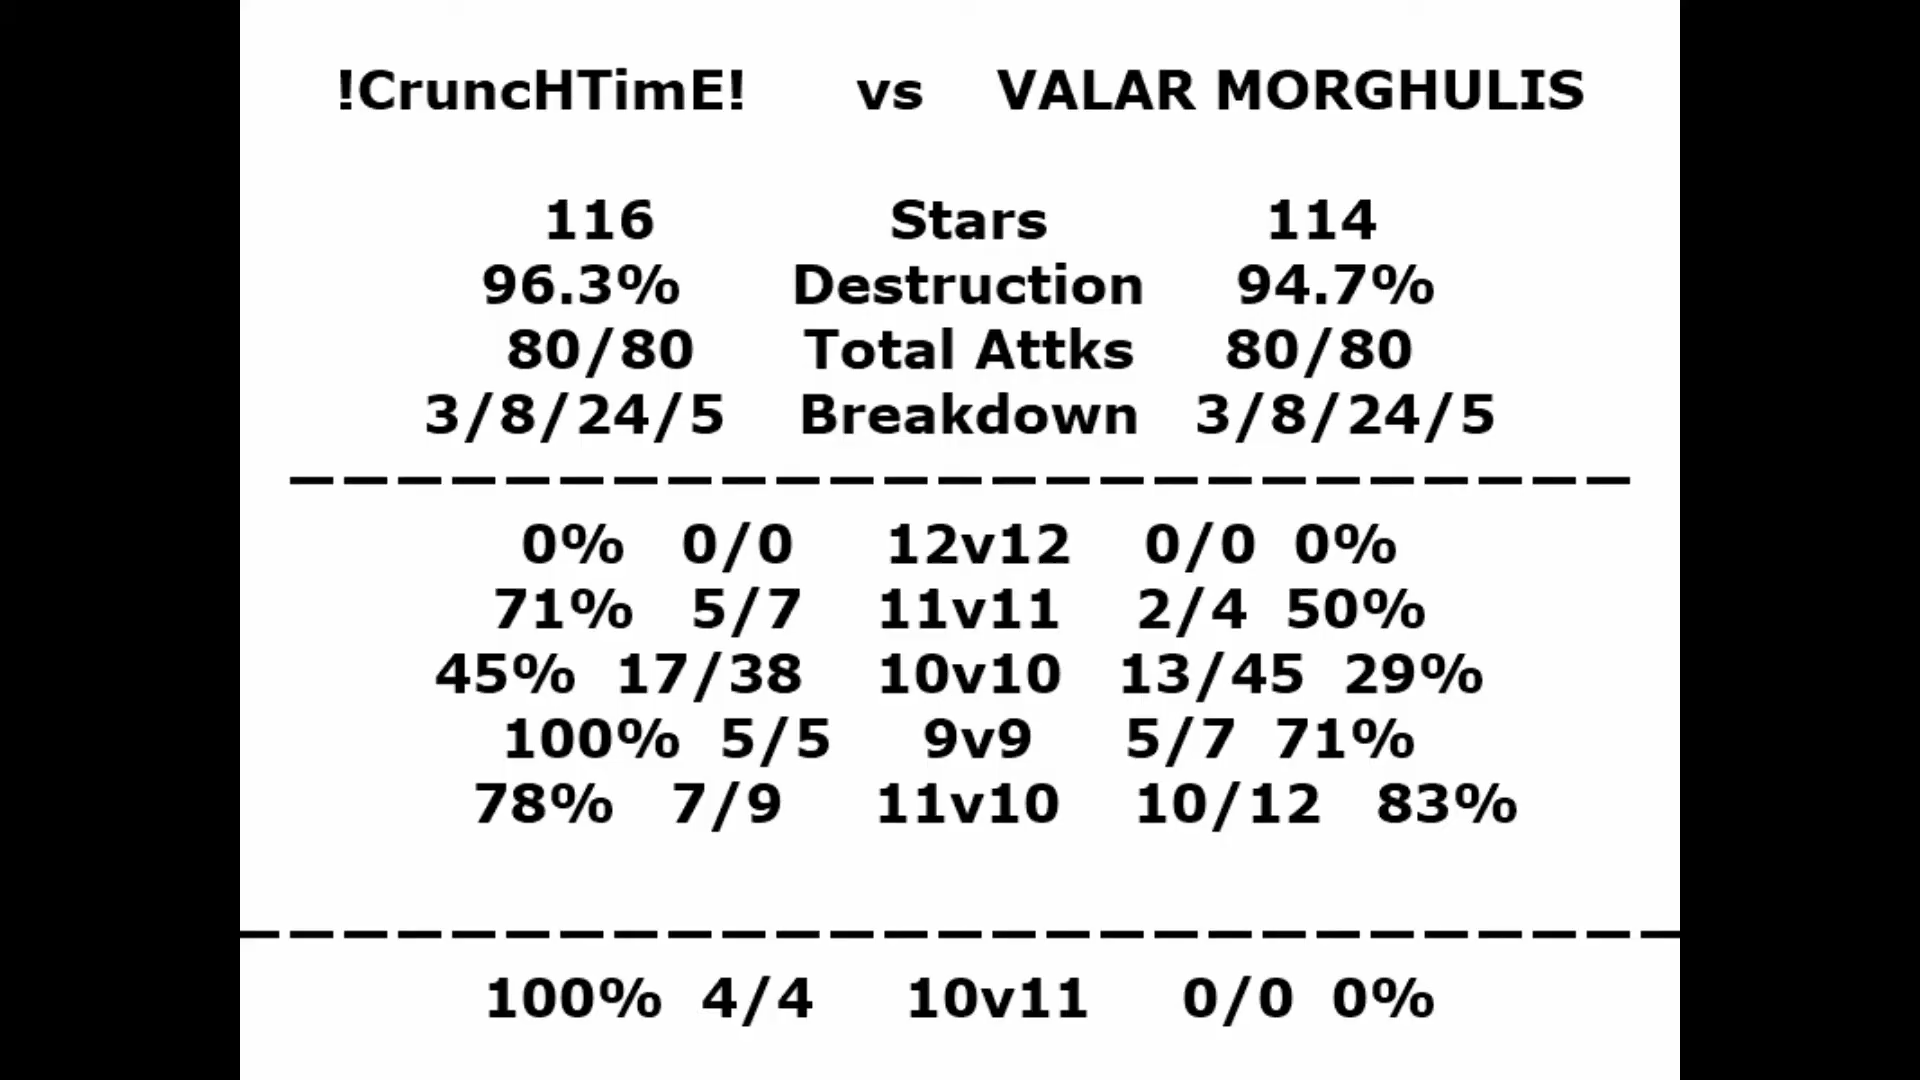 !CruncHTimE! vs VALAR MORGHULIS
116 Stars 114
96.3% Destruction 94.7%
80/80 Total Attks 80/80
3/8/24/5 Breakdown 3/8/24/5
0% 0/0 12v12 0/0 0%
71% 5/7 11v11 2/4 50%
45% 17/38 10v10 13/45 29%
100% 5/5 9v9 5/7 71%
78% 7/9 11v10 10/12 83%
100% 4/4 10v11 0/0 0%